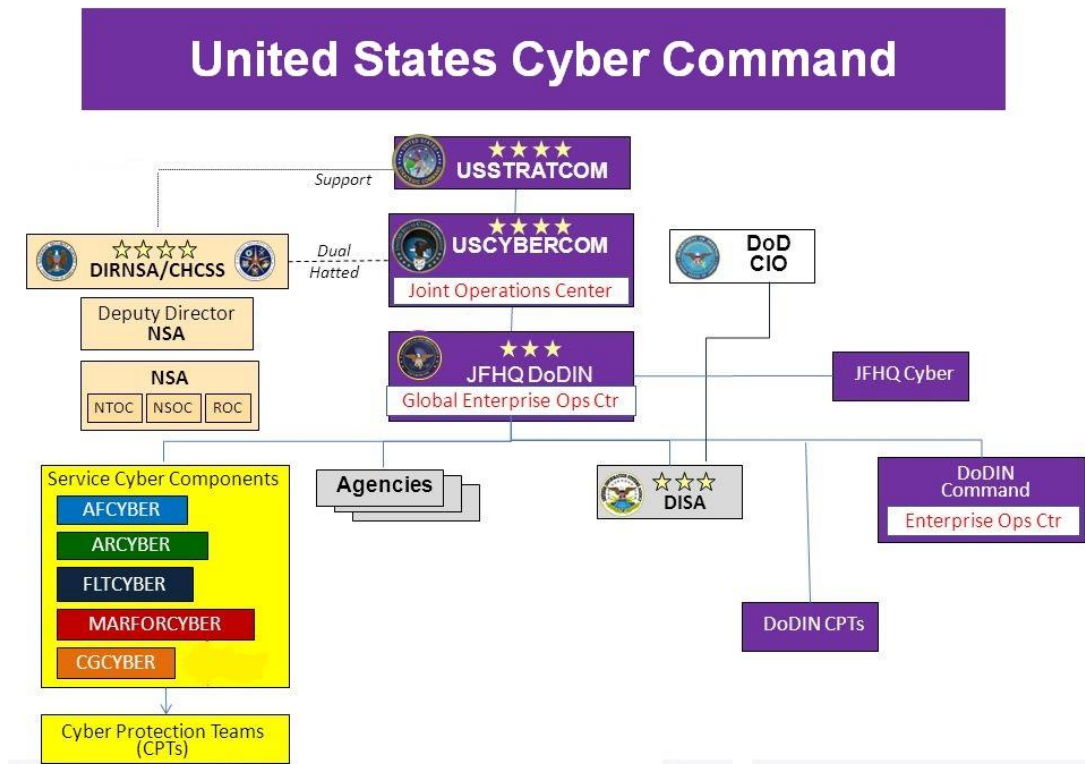 United States Cyber Command
USSTRATCOM
Support
USCYBERCOM
Joint Operations Center
DIRNSA/CHCSS
Dual
Hatted
DoD
CIO
Deputy Director
NSA
JFHQ DoDIN
Global Enterprise Ops Ctr
JFHQ Cyber
NSA
NTOC
NSOC
ROC
Service Cyber Components
AFCYBER
ARCYBER
FLTCYBER
MARFORCYBER
CGCYBER
Agencies
DISA
DoDIN
Command
Enterprise Ops Ctr
DoDIN CPTs
Cyber Protection Teams
(CPTs)